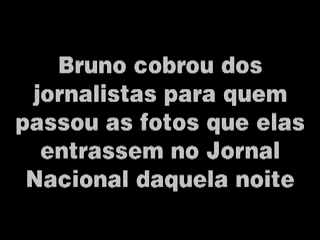 Bruno cobrou dos
jornalistas para quem
passou as fotos que elas
entrassem no Jornal
Nacional daquela noite